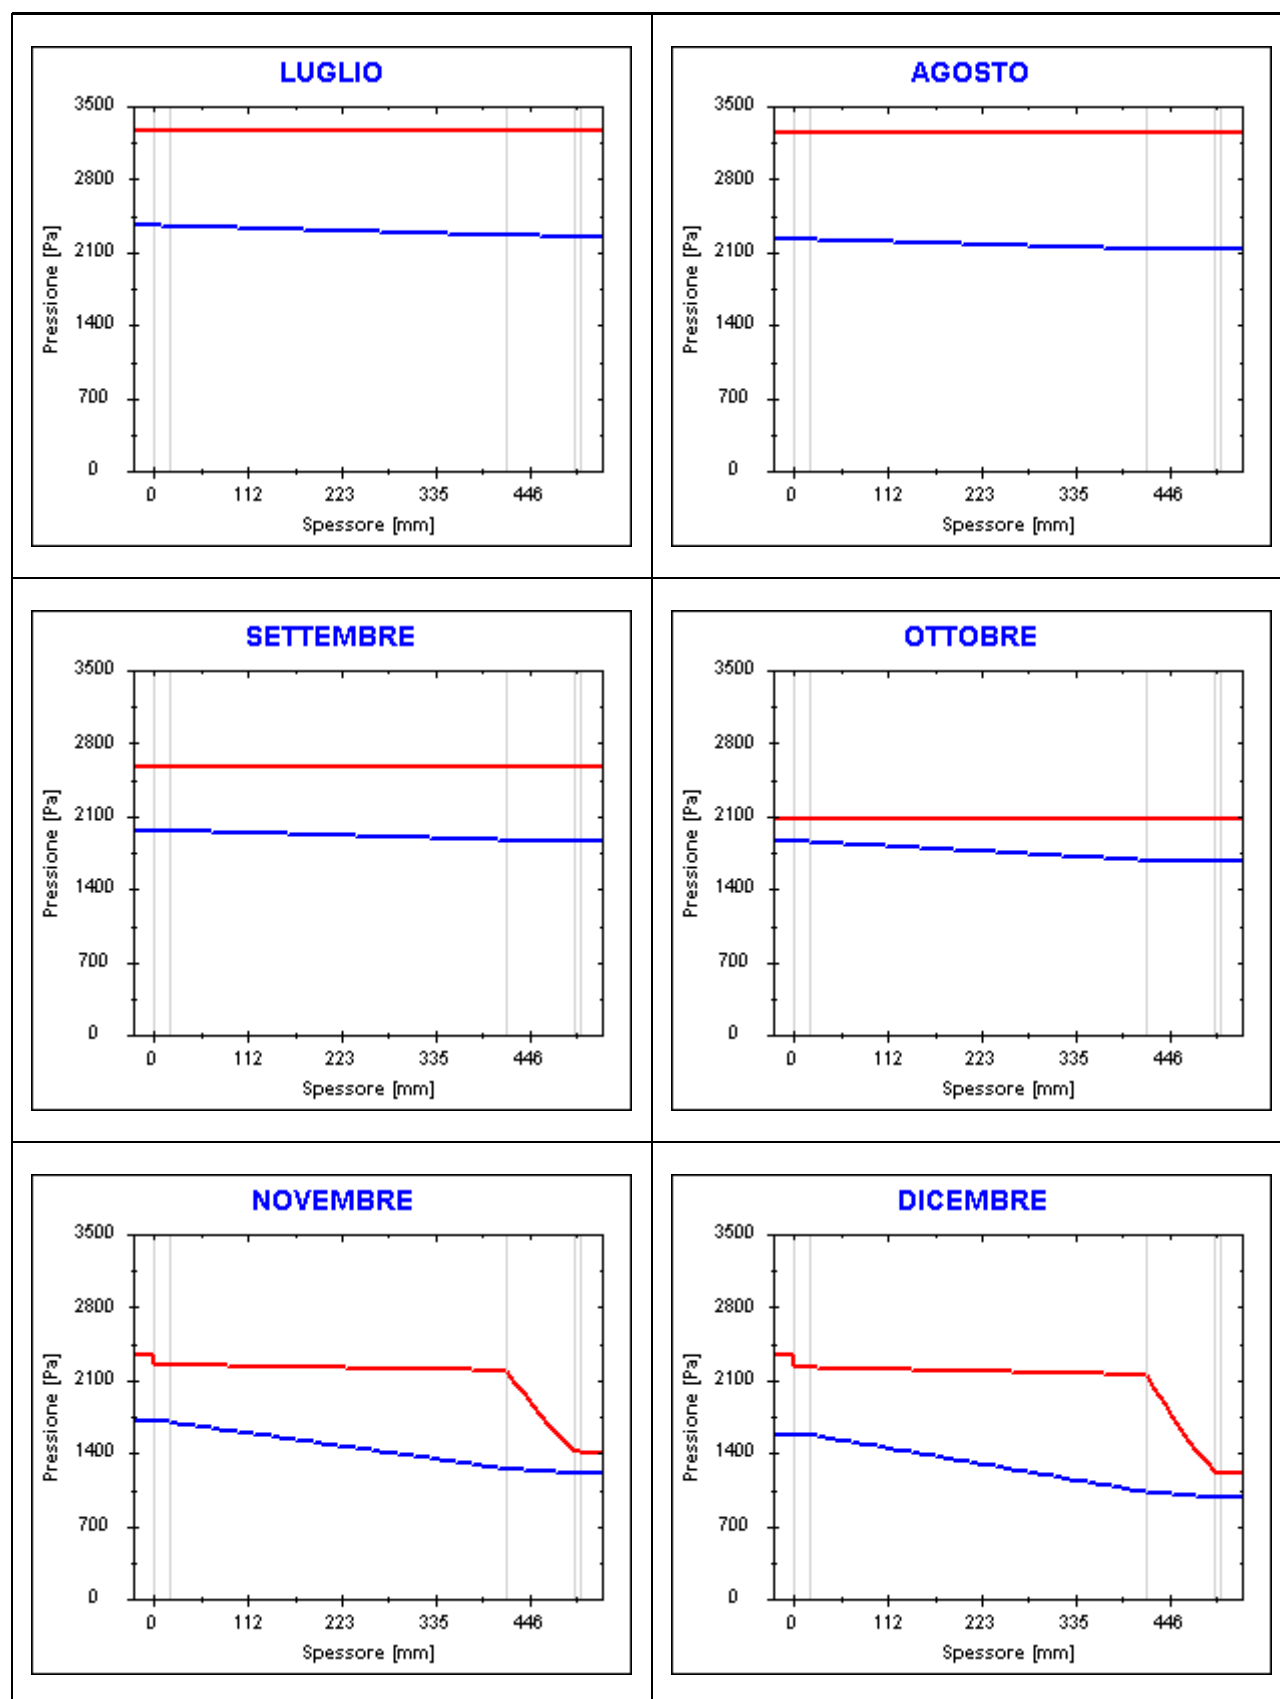 LUGLIO
3500
2800
2100
1400
700
0
Pressione [Pa]
0 112 223 335 446
Spessore [mm]
AGOSTO
3500
2800
2100
1400
700
0
Pressione [Pa]
0 112 223 335 446
Spessore [mm]
SETTEMBRE
3500
2800
2100
1400
700
0
Pressione [Pa]
0 112 223 335 446
Spessore [mm]
OTTOBRE
3500
2800
2100
1400
700
0
Pressione [Pa]
0 112 223 335 446
Spessore [mm]
NOVEMBRE
3500
2800
2100
1400
700
0
Pressione [Pa]
0 112 223 335 446
Spessore [mm]
DICEMBRE
3500
2800
2100
1400
700
0
Pressione [Pa]
0 112 223 335 446
Spessore [mm]